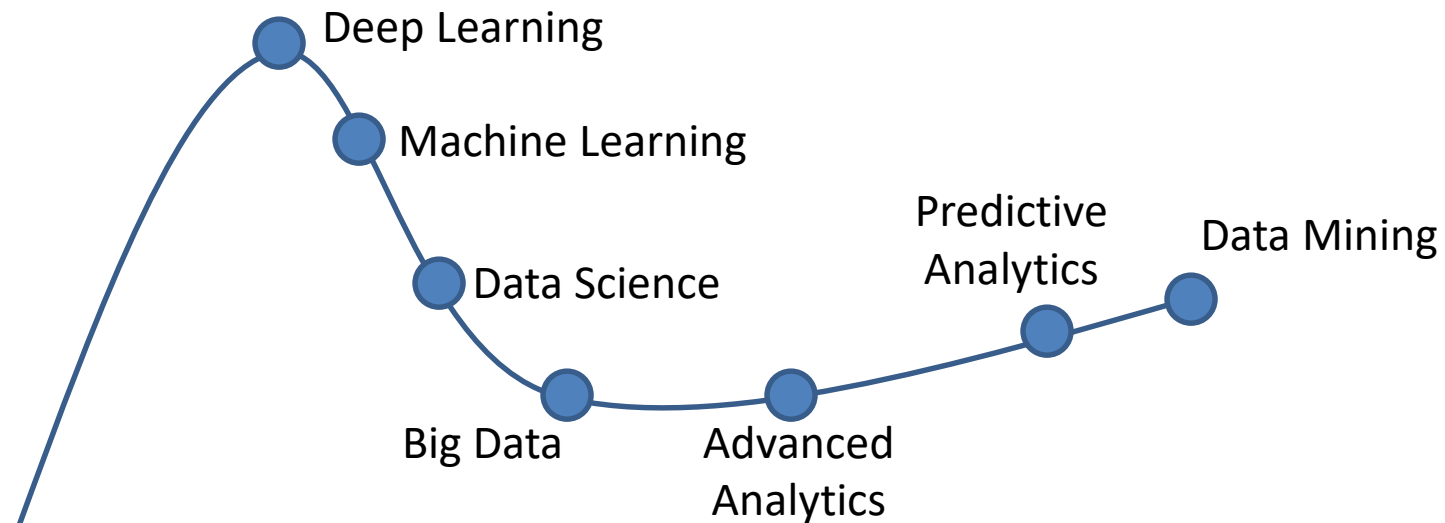 Deep Learning
Machine Learning
Predictive
Analytics
Data Mining
Data Science
Big Data
Advanced
Analytics